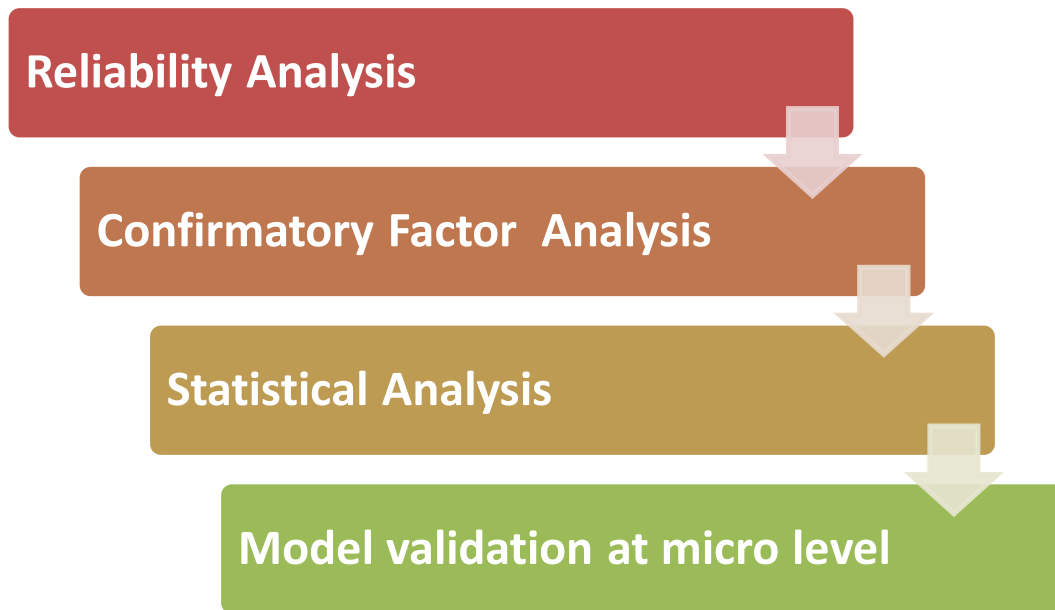 Reliability Analysis
Confirmatory Factor  Analysis
Statistical Analysis
Model validation at micro level